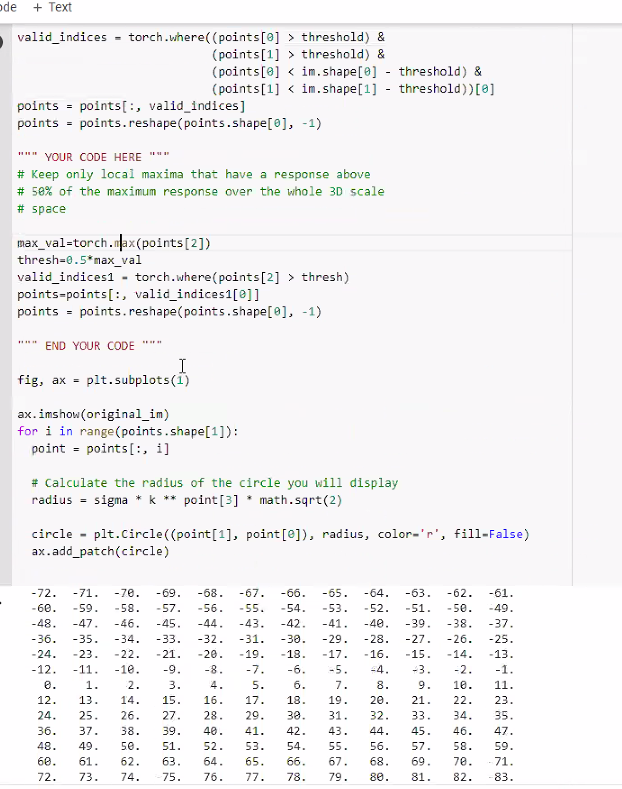 ode + Text
valid_indices = torch.where((points[0] > threshold) &
(points[1] > threshold) &
(points[0] < im.shape[0] - threshold) &
(points[1] < im.shape[1] - threshold))[0]
points = points[:, valid_indices]
points = points.reshape(points.shape[0], -1)
""" YOUR CODE HERE """
# Keep only local maxima that have a response above
# 50% of the maximum response over the whole 3D scale
# space
max_val=torch.max(points[2])
thresh=0.5*max_val
valid_indices1 = torch.where(points[2] > thresh)
points=points[:, valid_indices1[0]]
points = points.reshape(points.shape[0], -1)
""" END YOUR CODE """
fig, ax = plt.subplots(1)
ax.imshow(original_im)
for i in range(points.shape[1]):
point = points[:, i]
# Calculate the radius of the circle you will display
radius = sigma * k ** point[3] * math.sqrt(2)
circle = plt.Circle((point[1], point[0]), radius, color='r', fill=False)
ax.add_patch(circle)
-72. -71. -70. -69. -68. -67. -66. -65. -64. -63. -62. -61.
-60. -59. -58. -57. -56. -55. -54. -53. -52. -51. -50. -49.
-48. -47. -46. -45. -44. -43. -42. -41. -40. -39. -38. -37.
-36. -35. -34. -33. -32. -31. -30. -29. -28. -27. -26. -25.
-24. -23. -22. -21. -20. -19. -18. -17. -16. -15. -14. -13.
-12. -11. -10. -9. -8. -7. -6. -5. -4. -3. -2. -1.
0. 1. 2. 3. 4. 5. 6. 7. 8. 9. 10. 11.
12. 13. 14. 15. 16. 17. 18. 19. 20. 21. 22. 23.
24. 25. 26. 27. 28. 29. 30. 31. 32. 33. 34. 35.
36. 37. 38. 39. 40. 41. 42. 43. 44. 45. 46. 47.
48. 49. 50. 51. 52. 53. 54. 55. 56. 57. 58. 59.
60. 61. 62. 63. 64. 65. 66. 67. 68. 69. 70. 71.
72. 73. 74. 75. 76. 77. 78. 79. 80. 81. 82. 83.